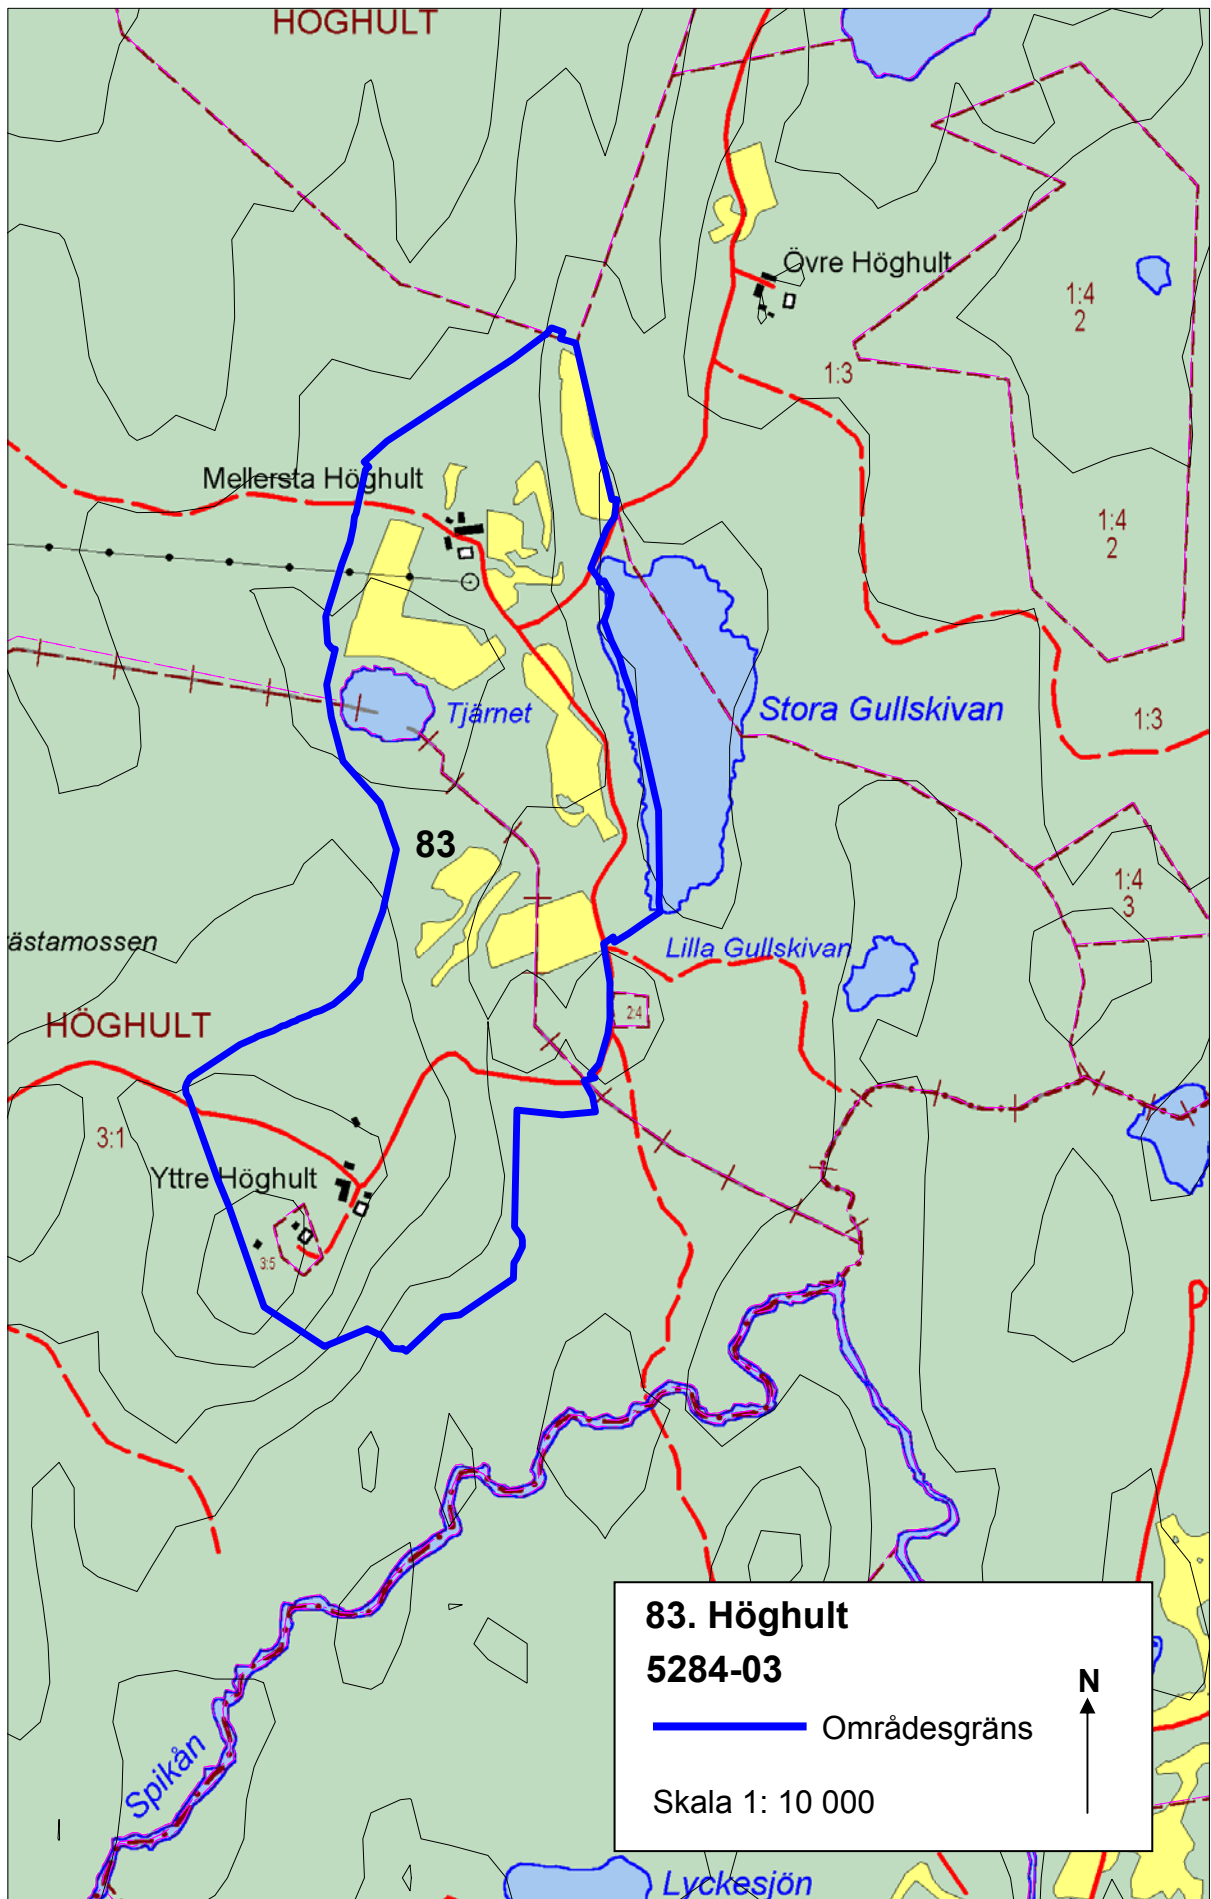 HÖGHULT
Övre Höghult
1:4
2
1:3
Mellersta Höghult
1:4
2
Tjärnet
Stora Gullskivan
1:3
83
1:4
3
ästamossen
Lilla Gullskivan
HÖGHULT
2:4
3:1
Yttre Höghult
3:5
83. Höghult
5284-03
N
Områdesgräns
Skala 1: 10 000
Spikån
Lyckesjön